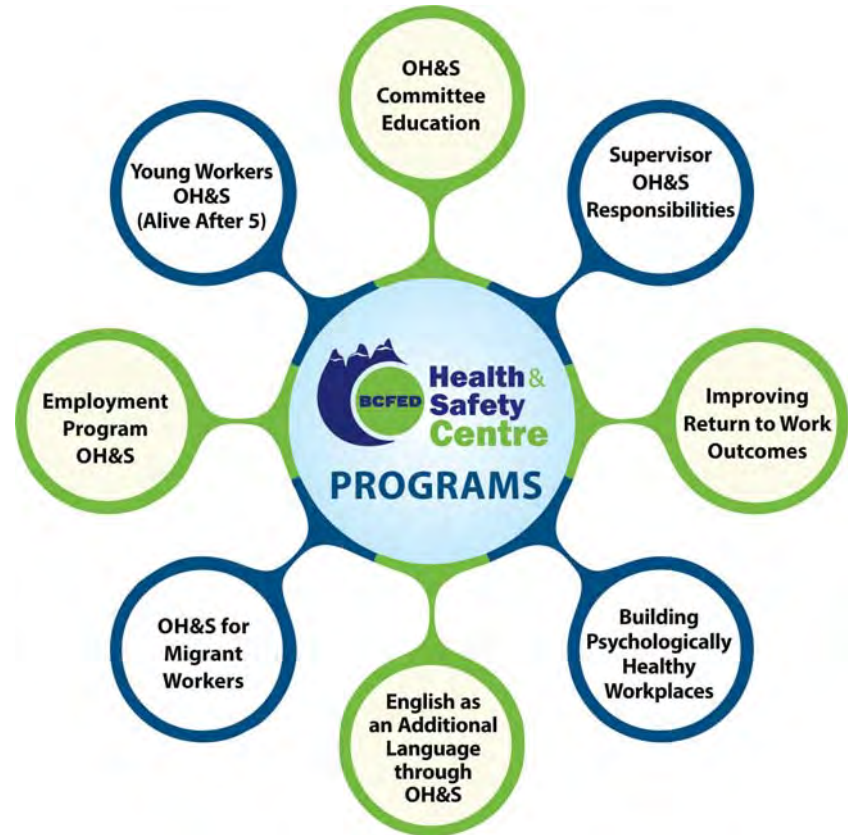 OH&S
Committee
Education
Supervisor
OH&S
Responsibilities
Improving
Return to Work
Outcomes
Building
Psychologically
Healthy
Workplaces
English as
an Additional
Language
through
OH&S
OH&S for
Migrant
Workers
Employment
Program
OH&S
Young Workers
OH&S
(Alive After 5)
BCFED
Health &
Safety
Centre
PROGRAMS